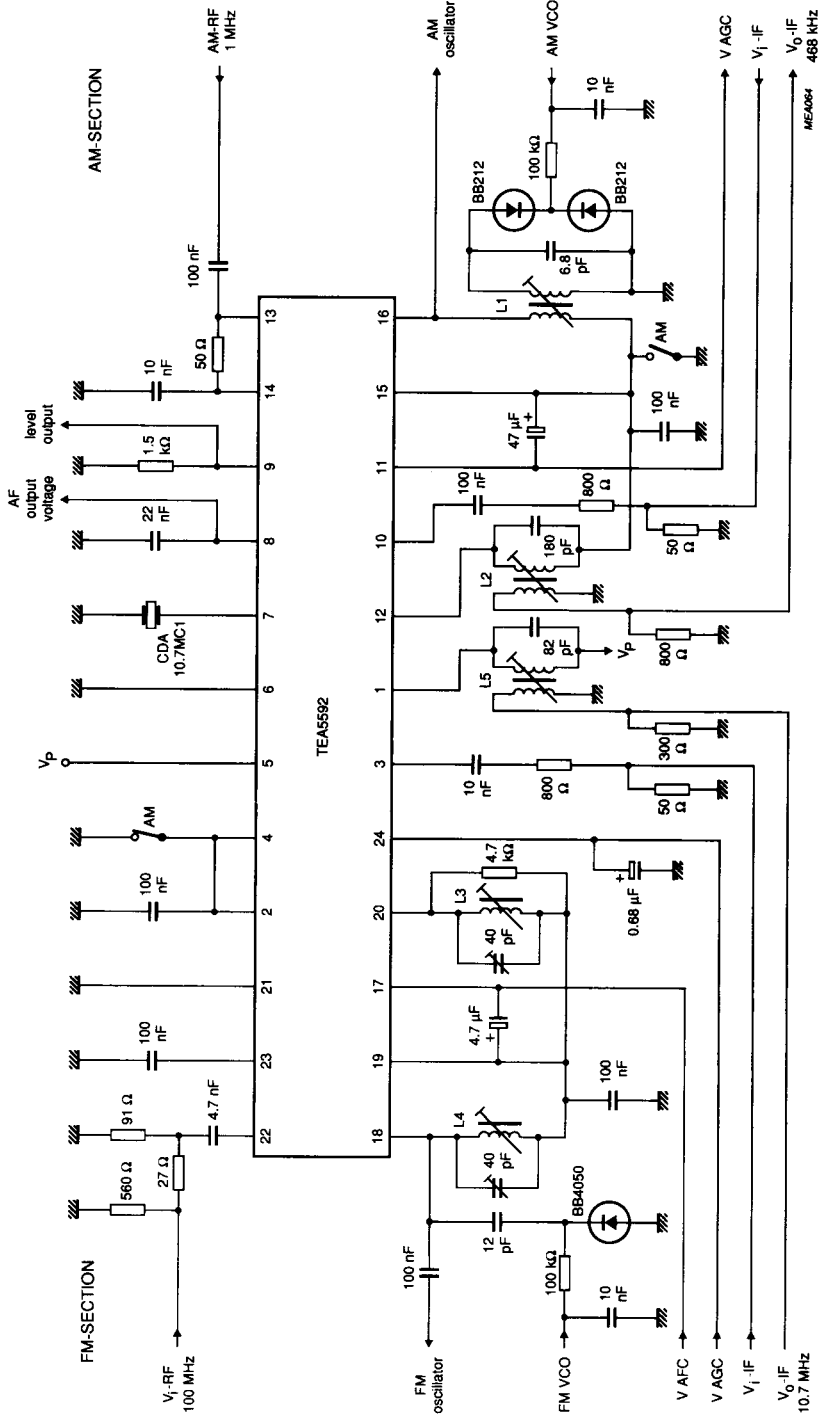 FM-SECTION
AM-SECTION
Vi-RF
100 MHz
560 Ω
27 Ω
91 Ω
4.7 nF
100
nF
100
nF
AM
VP
CDA
10.7MC1
22
nF
AF
output
voltage
1.5
kΩ
level
output
10
nF
50 Ω
100 nF
AM-RF
1 MHz
22
23
21
2
4
5
6
7
8
9
14
13
TEA5592
18
19
17
20
24
3
1
12
10
11
15
16
FM
oscillator
100 nF
12
pF
40
pF
L4
4.7 µF
+
40
pF
L3
4.7
kΩ
10
nF
800
Ω
L5
82
pF
VP
L2
180
pF
100
nF
800
Ω
47 µF
+
L1
6.8
pF
BB212
BB212
100 kΩ
10
nF
AM
oscillator
AM VCO
AM
100
nF
50
Ω
800
Ω
300
Ω
50
Ω
+
0.68 µF
100
nF
BB4050
100 kΩ
10
nF
FM VCO
V AFC
V AGC
Vi-IF
Vo-IF
10.7 MHz
V AGC
Vi-IF
Vo-IF
468 kHz
MEA064